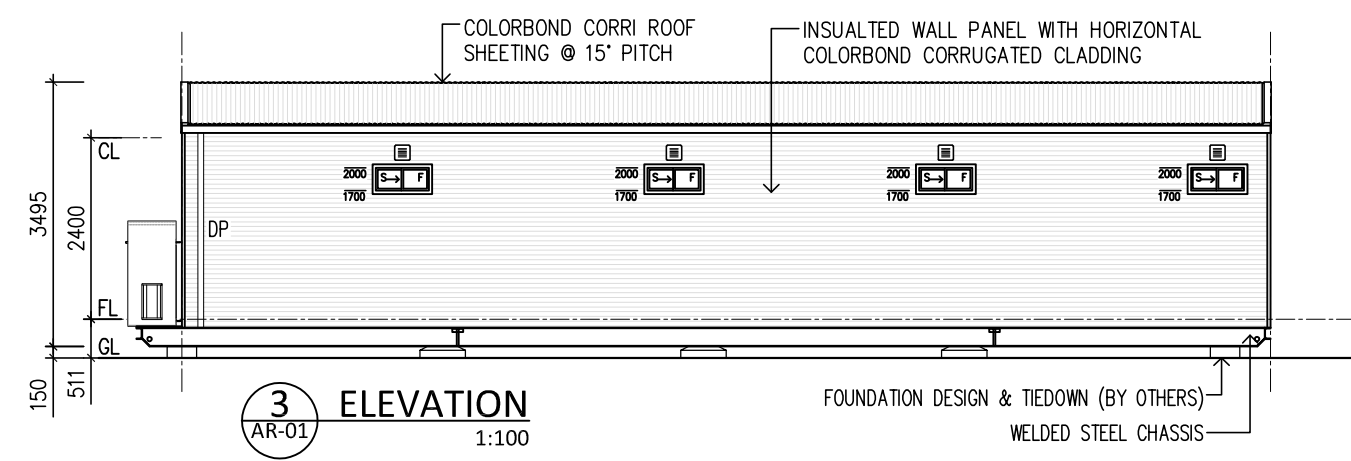 COLORBOND CORRI ROOF
SHEETING @ 15° PITCH
INSUALTED WALL PANEL WITH HORIZONTAL
COLORBOND CORRUGATED CLADDING
CL
3495
2400
2000
1700
S F
2000
1700
S F
2000
1700
S F
2000
1700
S F
DP
FL
GL
150
511
3
AR-01
ELEVATION
1:100
FOUNDATION DESIGN & TIEDOWN (BY OTHERS)
WELDED STEEL CHASSIS